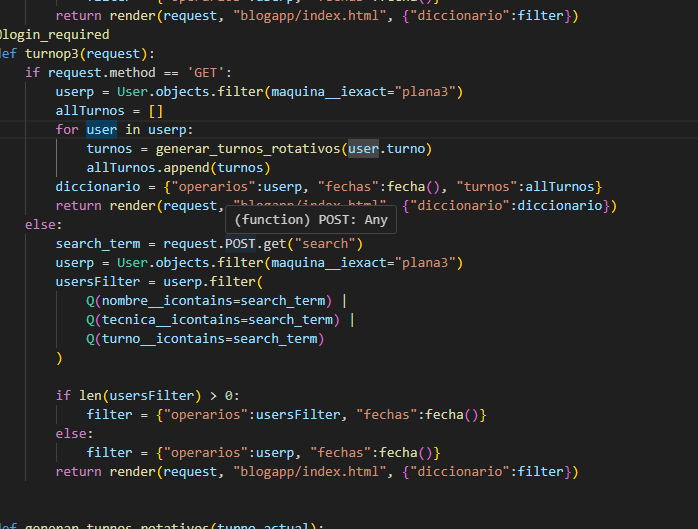 filter = {"operarios":userp, "fechas":fecha()}
return render(request, "blogapp/index.html", {"diccionario":filter})
@login_required
def turnop3(request):
if request.method == 'GET':
userp = User.objects.filter(maquina__iexact="plana3")
allTurnos = []
for user in userp:
turnos = generar_turnos_rotativos(user.turno)
allTurnos.append(turnos)
diccionario = {"operarios":userp, "fechas":fecha(), "turnos":allTurnos}
return render(request, "blogapp/index.html", {"diccionario":diccionario})
(function) POST: Any
else:
search_term = request.POST.get("search")
userp = User.objects.filter(maquina__iexact="plana3")
usersFilter = userp.filter(
Q(nombre__icontains=search_term) |
Q(tecnica__icontains=search_term) |
Q(turno__icontains=search_term)
)
if len(usersFilter) > 0:
filter = {"operarios":usersFilter, "fechas":fecha()}
else:
filter = {"operarios":userp, "fechas":fecha()}
return render(request, "blogapp/index.html", {"diccionario":filter})
def generar_turnos_rotativos(turno_actual):